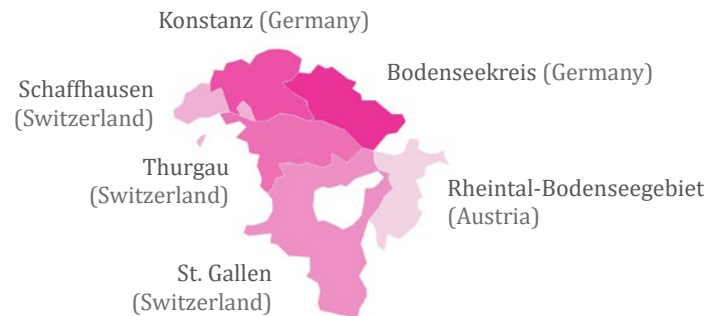 Konstanz (Germany)
Bodenseekreis (Germany)
Schaffhausen
(Switzerland)
Thurgau
(Switzerland)
Rheintal-Bodenseegebiet
(Austria)
St. Gallen
(Switzerland)